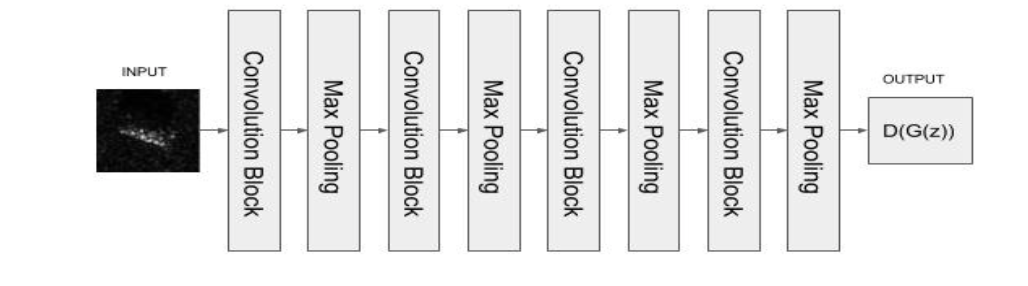 INPUT
Convolution Block
Max Pooling
Convolution Block
Max Pooling
Convolution Block
Max Pooling
Convolution Block
Max Pooling
OUTPUT
D(G(z))